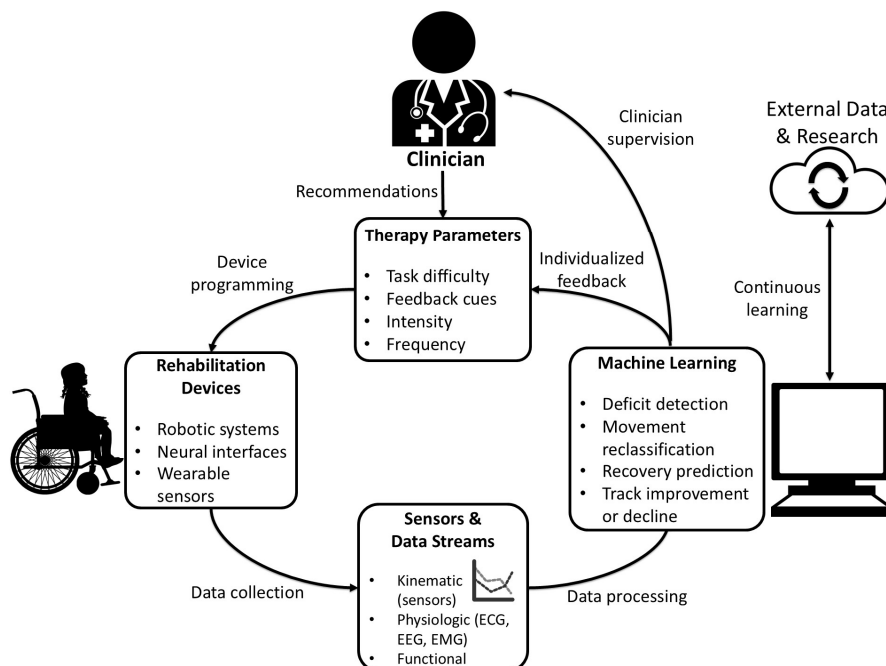 Clinician
Clinician
supervision
External Data
& Research
Recommendations
Therapy Parameters
• Task difficulty
• Feedback cues
• Intensity
• Frequency
Device
programming
Individualized
feedback
Continuous
learning
Rehabilitation
Devices
• Robotic systems
• Neural interfaces
• Wearable
sensors
Machine Learning
• Deficit detection
• Movement
reclassification
• Recovery prediction
• Track improvement
or decline
Sensors &
Data Streams
• Kinematic
(sensors)
• Physiologic (ECG,
EEG, EMG)
• Functional
Data collection
Data processing